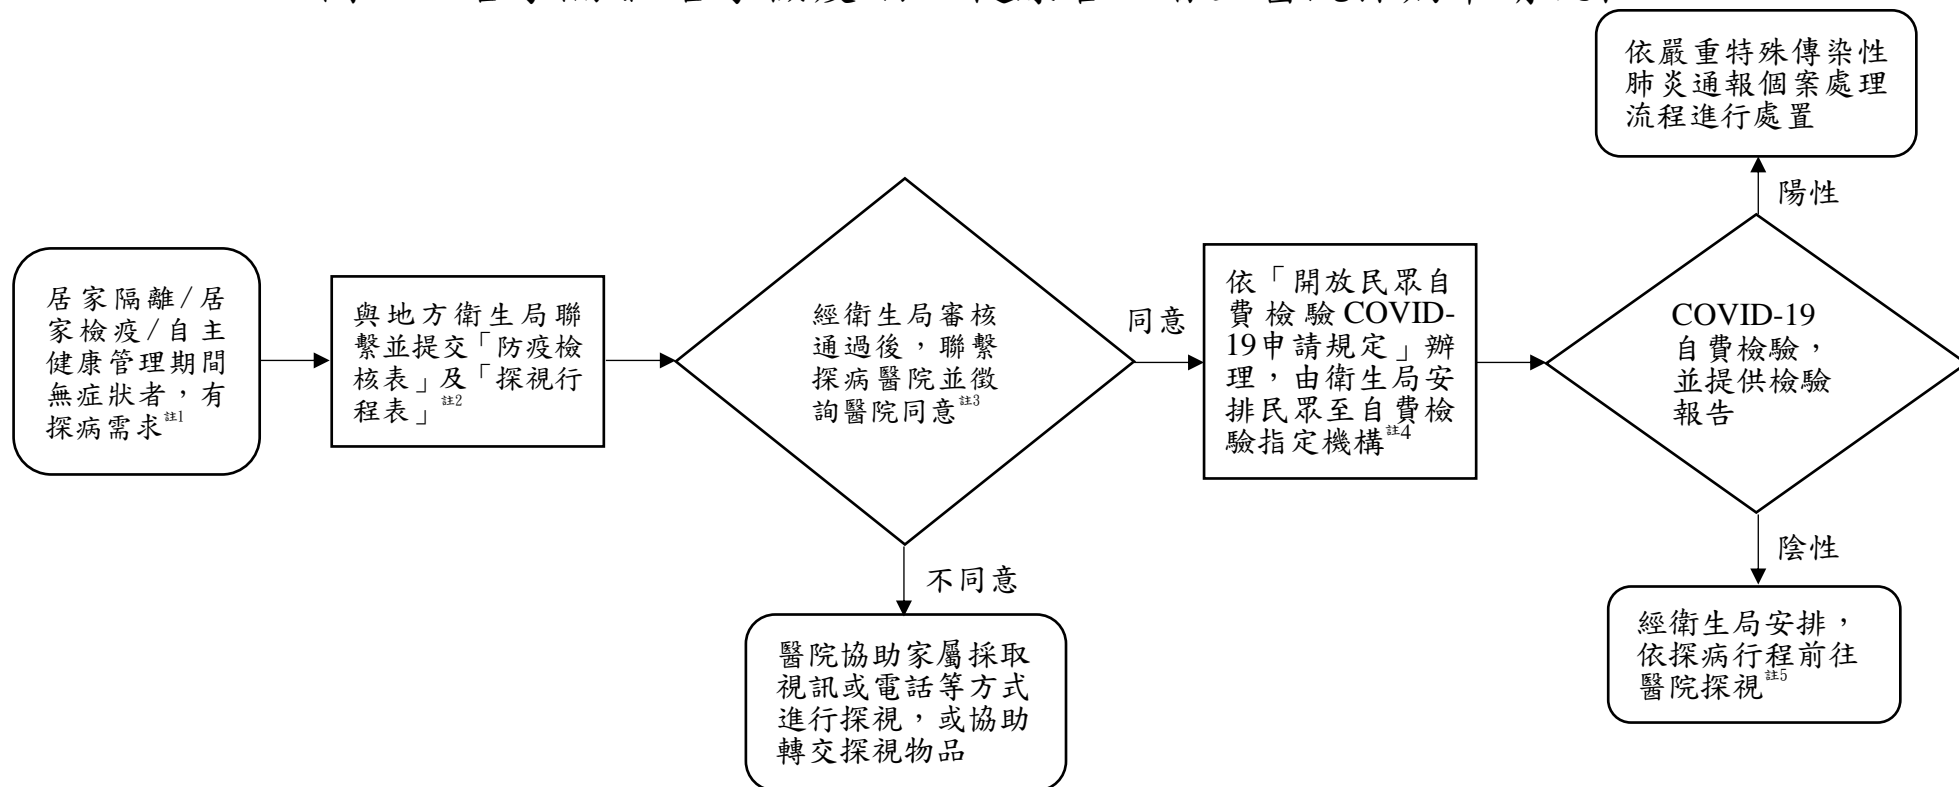 居家隔離/居
家檢疫/自主
健康管理期間
無症狀者，有
探病需求註1
與地方衛生局聯
繫並提交「防疫檢
核表」及「探視行
程表」註2
經衛生局審核
通過後，聯繫
探病醫院並徵
詢醫院同意註3
不同意
醫院協助家屬採取
視訊或電話等方式
進行探視，或協助
轉交探視物品
同意
依「開放民眾自
費檢驗COVID-
19申請規定」辦
理，由衛生局安
排民眾至自費檢
驗指定機構註4
COVID-19
自費檢驗，
並提供檢驗
報告
陽性
依嚴重特殊傳染性
肺炎通報個案處理
流程進行處置
陰性
經衛生局安排，
依探病行程前往
醫院探視註5